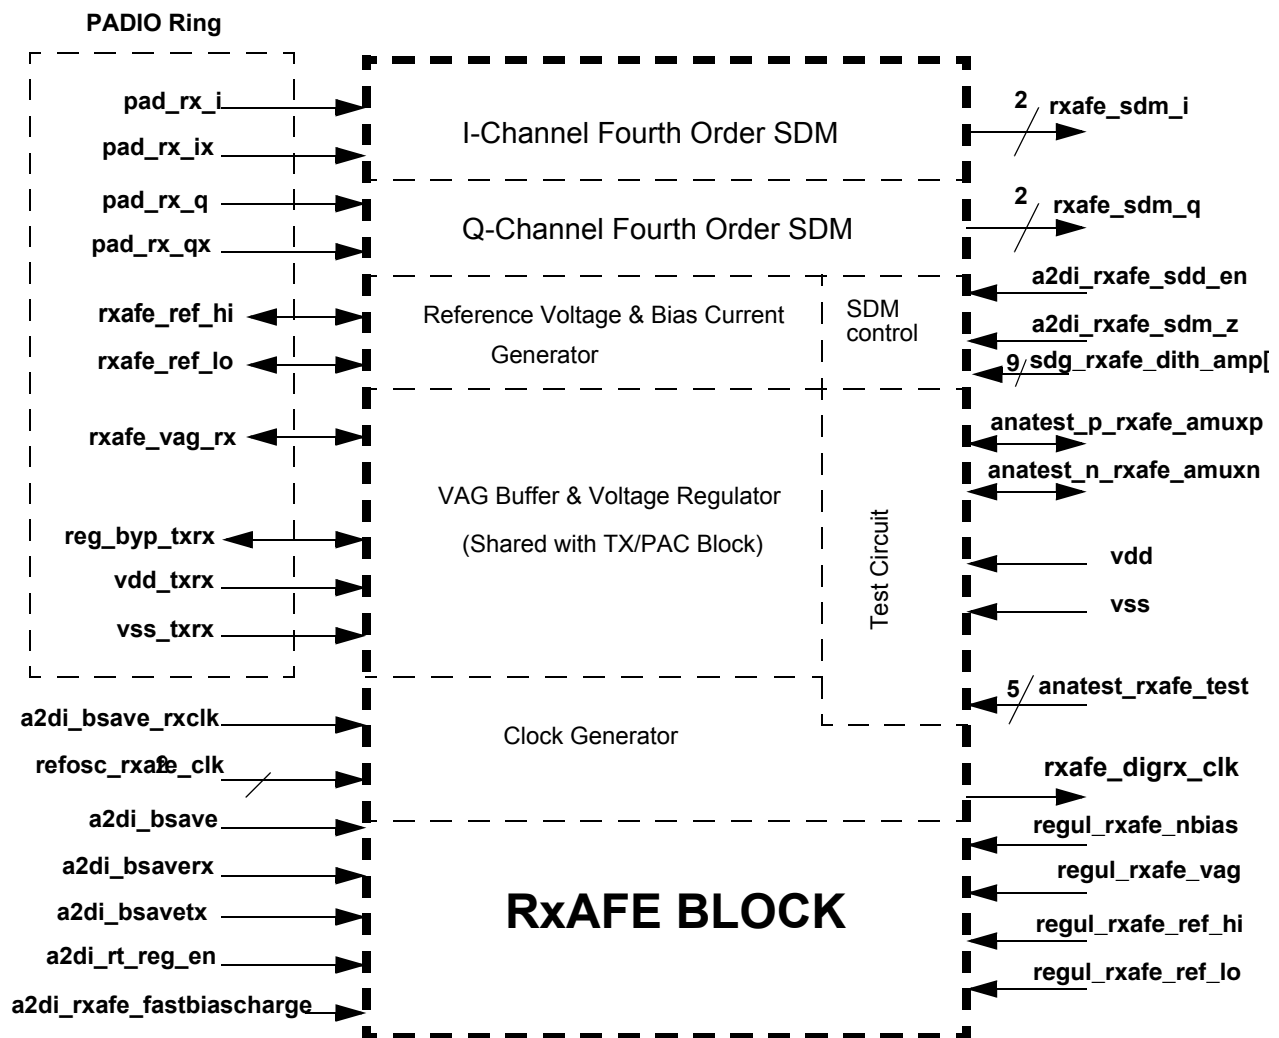 PADIO Ring
pad_rx_i
pad_rx_ix
pad_rx_q
pad_rx_qx
rxafe_ref_hi
rxafe_ref_lo
rxafe_vag_rx
reg_byp_txrx
vdd_txrx
vss_txrx
a2di_bsave_rxclk
refosc_rxafe_clk
2
a2di_bsave
a2di_bsaverx
a2di_bsavetx
a2di_rt_reg_en
a2di_rxafe_fastbiascharge
I-Channel Fourth Order SDM
Q-Channel Fourth Order SDM
Reference Voltage & Bias Current
Generator
SDM
control
VAG Buffer & Voltage Regulator
(Shared with TX/PAC Block)
Test Circuit
Clock Generator
RxAFE BLOCK
2
rxafe_sdm_i
2
rxafe_sdm_q
a2di_rxafe_sdd_en
a2di_rxafe_sdm_z
9 sdg_rxafe_dith_amp[
anatest_p_rxafe_amuxp
anatest_n_rxafe_amuxn
vdd
vss
5 anatest_rxafe_test
rxafe_digrx_clk
regul_rxafe_nbias
regul_rxafe_vag
regul_rxafe_ref_hi
regul_rxafe_ref_lo